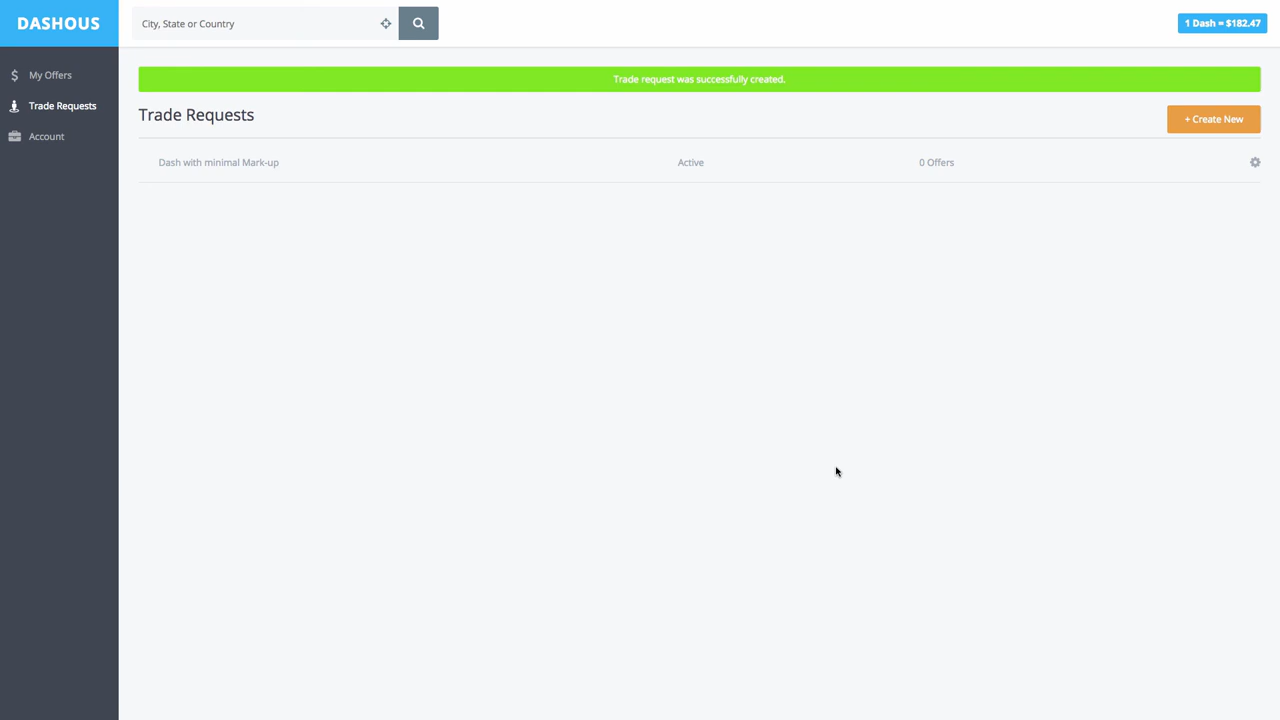 DASHOUS
City, State or Country
1 Dash = $182.47
My Offers
Trade Requests
Account
Trade request was successfully created.
Trade Requests
+ Create New
Dash with minimal Mark-up
Active
0 Offers